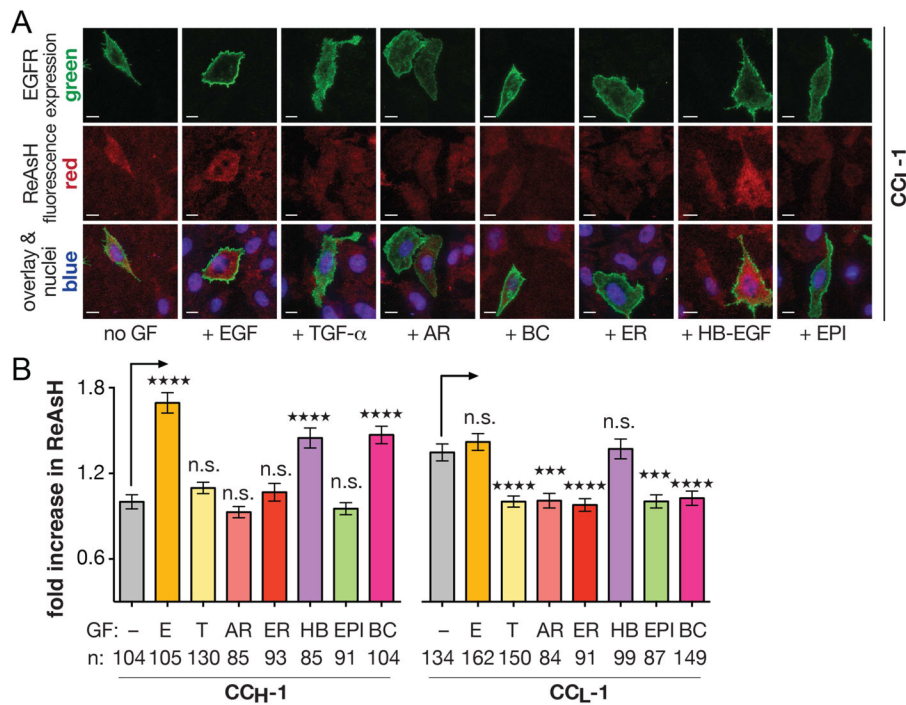 A
EGFR
expression
green
ReAsH
fluorescence
red
overlay &
nuclei
blue
CCL-1
no GF + EGF + TGF-α + AR + BC + ER + HB-EGF + EPI
B
fold increase in ReAsH
1.8
1.2
0.6
★★★★ n.s. n.s. n.s. ★★★★ n.s. ★★★★
n.s. ★★★★ ★★★ ★★★★ n.s. ★★★ ★★★★
GF: – E T AR ER HB EPI BC – E T AR ER HB EPI BC
n: 104 105 130 85 93 85 91 104 134 162 150 84 91 99 87 149
CCH-1 CCL-1